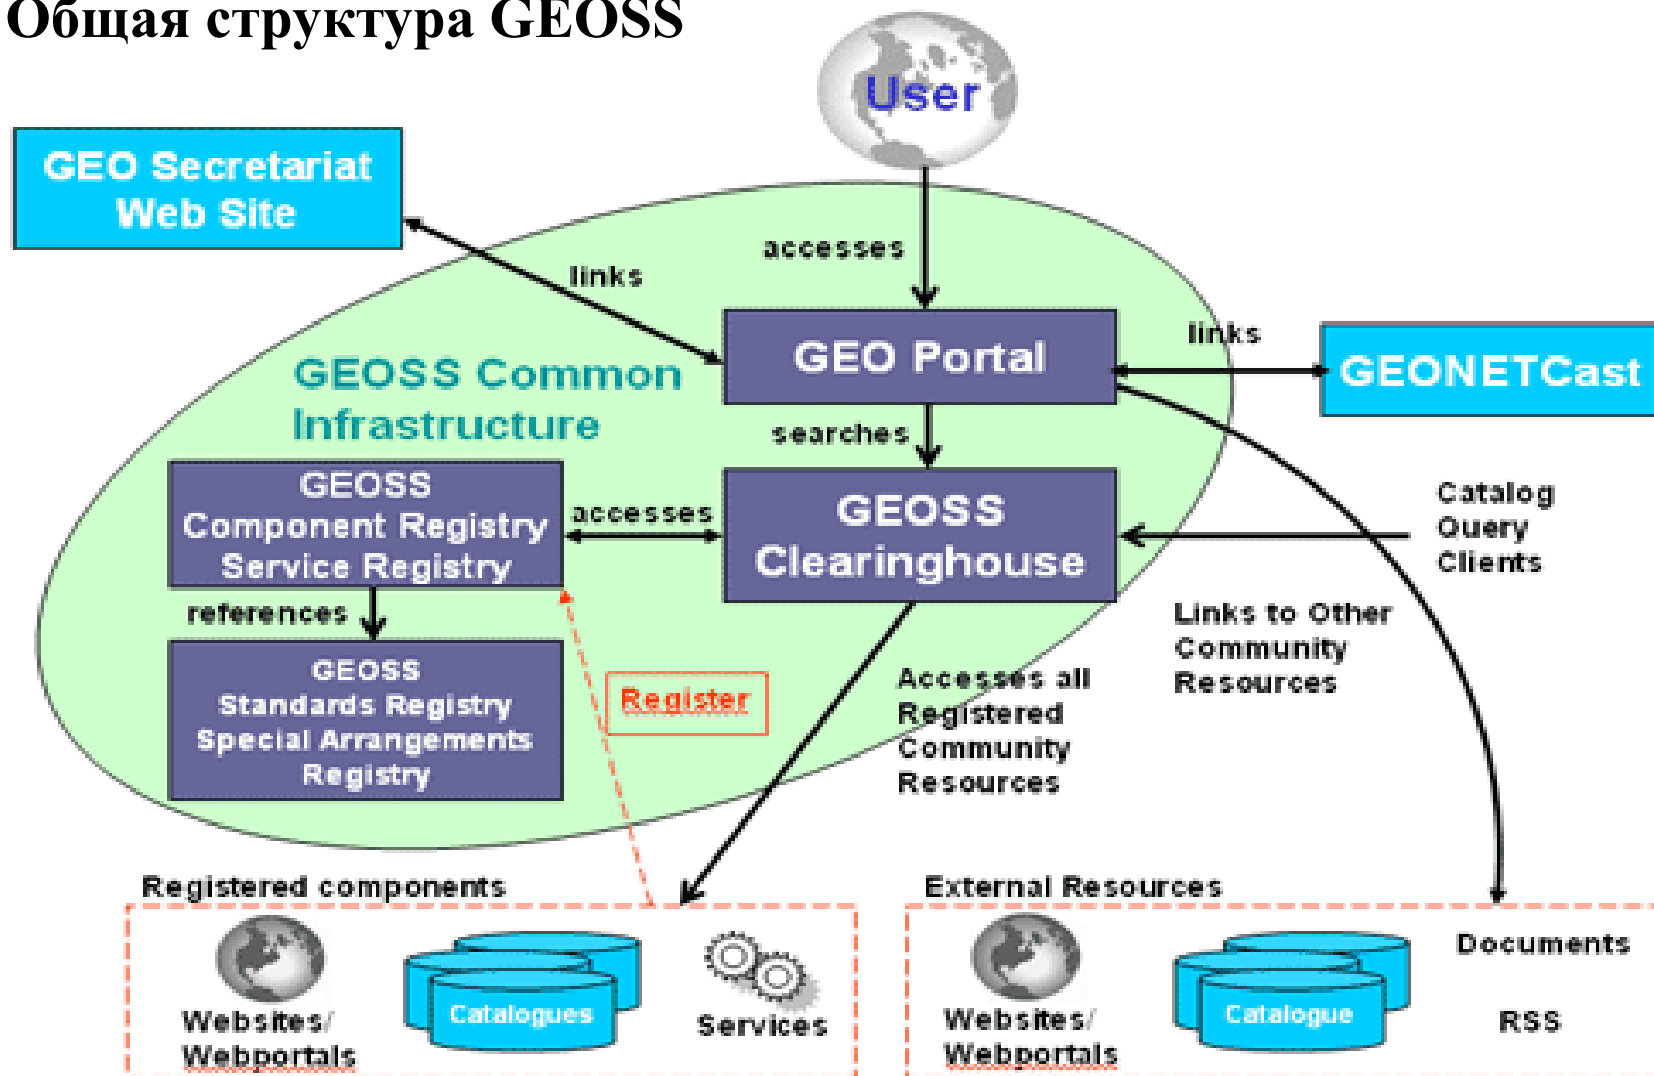 Общая структура GEOSS
User
GEO Secretariat
Web Site
accesses
links
links
GEO Portal
GEONETCast
GEOSS Common
Infrastructure
searches
GEOSS
Component Registry
Service Registry
accesses
GEOSS
Clearinghouse
Catalog
Query
Clients
references
Links to Other
Community
Resources
GEOSS
Standards Registry
Special Arrangements
Registry
Register
Accesses all
Registered
Community
Resources
Registered components
Websites/
Webportals
Catalogues
Services
External Resources
Websites/
Webportals
Catalogue
Documents
RSS